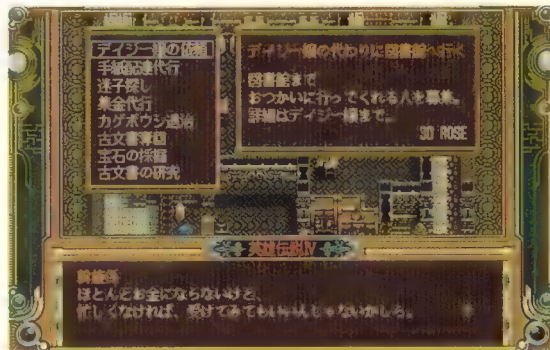 デイジー嬢の依頼
手紙配達代行
迷子探し
集金代行
カゲボウシ退治
古文書奪回
宝石の採掘
古文書の研究
デイジー嬢の代わりに図書館へ行く
図書館まで
おつかいに行ってくれる人を募集。
詳細はデイジー嬢まで。
30 ROSE
英雄伝説Ⅳ
ほとんどお金にならないけど、
忙しくなければ、受けてみてもいいんじゃないかしら。